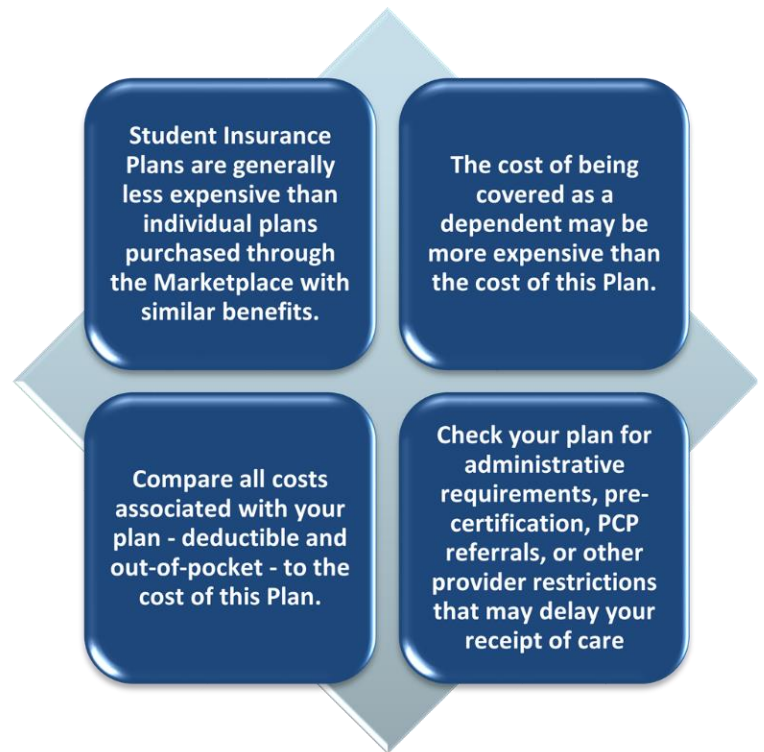 Student Insurance
Plans are generally
less expensive than
individual plans
purchased through
the Marketplace with
similar benefits.
The cost of being
covered as a
dependent may be
more expensive than
the cost of this Plan.
Compare all costs
associated with your
plan - deductible and
out-of-pocket - to the
cost of this Plan.
Check your plan for
administrative
requirements, pre-
certification, PCP
referrals, or other
provider restrictions
that may delay your
receipt of care